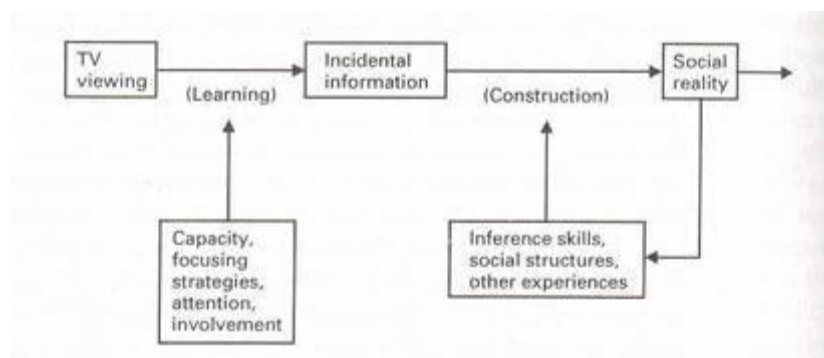 TV
viewing
(Learning)
Incidental
information
(Construction)
Social
reality
Capacity,
focusing
strategies,
attention,
involvement
Inference skills,
social structures,
other experiences